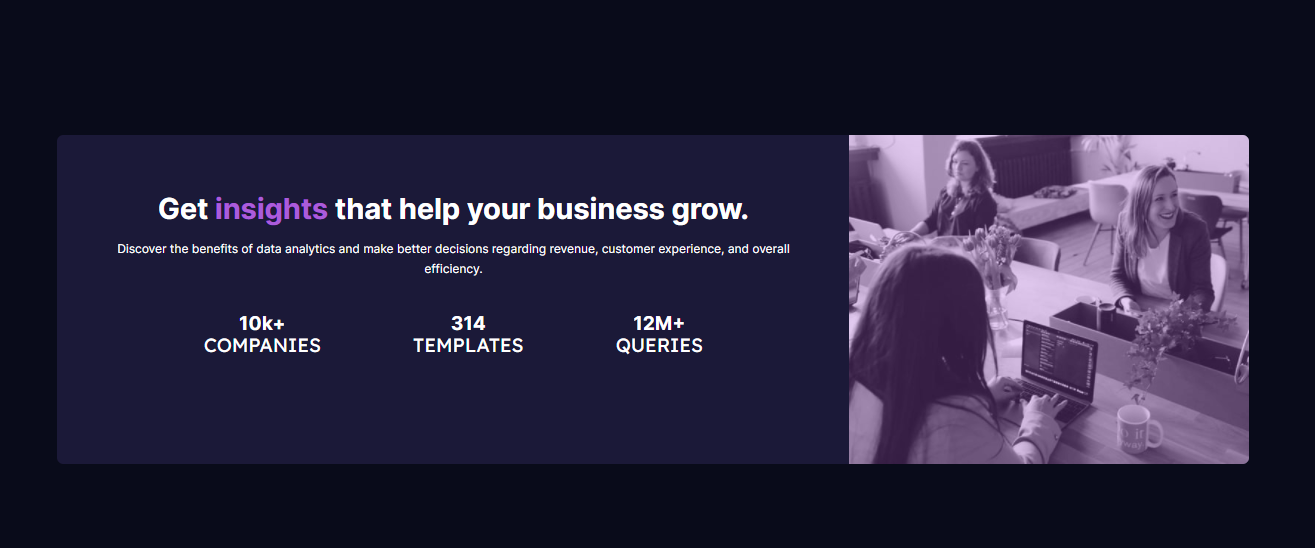 Get insights that help your business grow.
Discover the benefits of data analytics and make better decisions regarding revenue, customer experience, and overall
efficiency.
10k+
COMPANIES
314
TEMPLATES
12M+
QUERIES